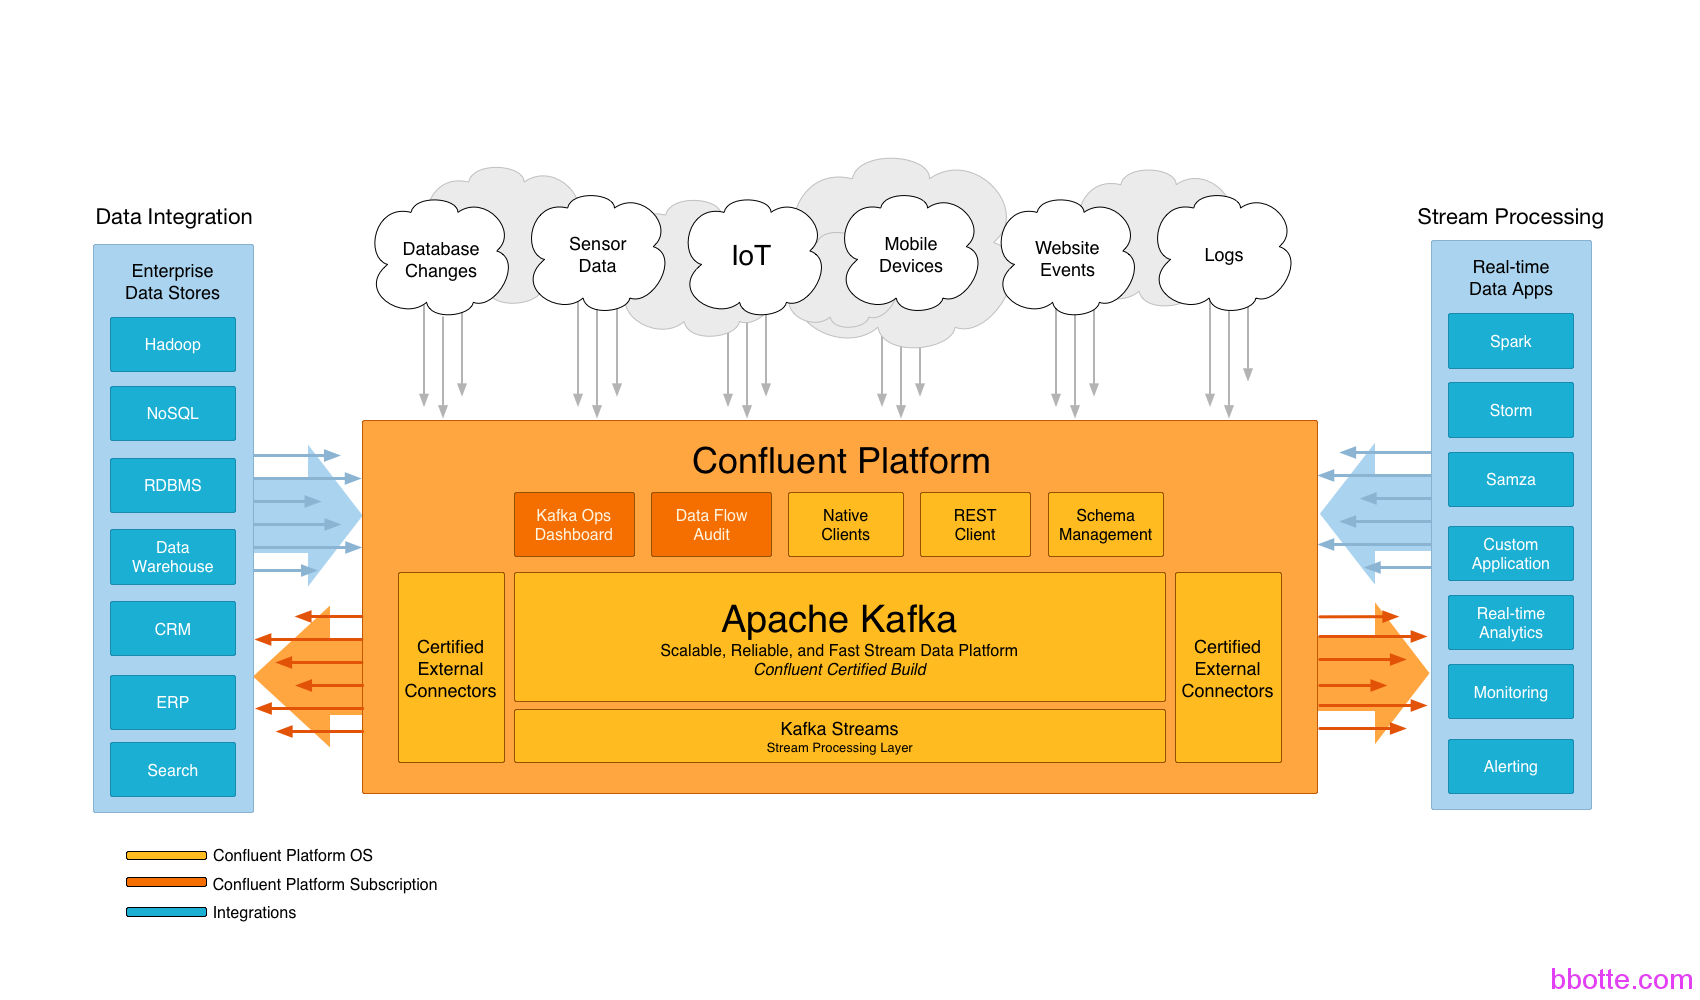 Data Integration
Enterprise
Data Stores
Hadoop
NoSQL
RDBMS
Data
Warehouse
CRM
ERP
Search
Database
Changes
Sensor
Data
IoT
Mobile
Devices
Website
Events
Logs
Confluent Platform
Kafka Ops
Dashboard
Data Flow
Audit
Native
Clients
REST
Client
Schema
Management
Certified
External
Connectors
Apache Kafka
Scalable, Reliable, and Fast Stream Data Platform
Confluent Certified Build
Kafka Streams
Stream Processing Layer
Certified
External
Connectors
Stream Processing
Real-time
Data Apps
Spark
Storm
Samza
Custom
Application
Real-time
Analytics
Monitoring
Alerting
Confluent Platform OS
Confluent Platform Subscription
Integrations
bbotte.com